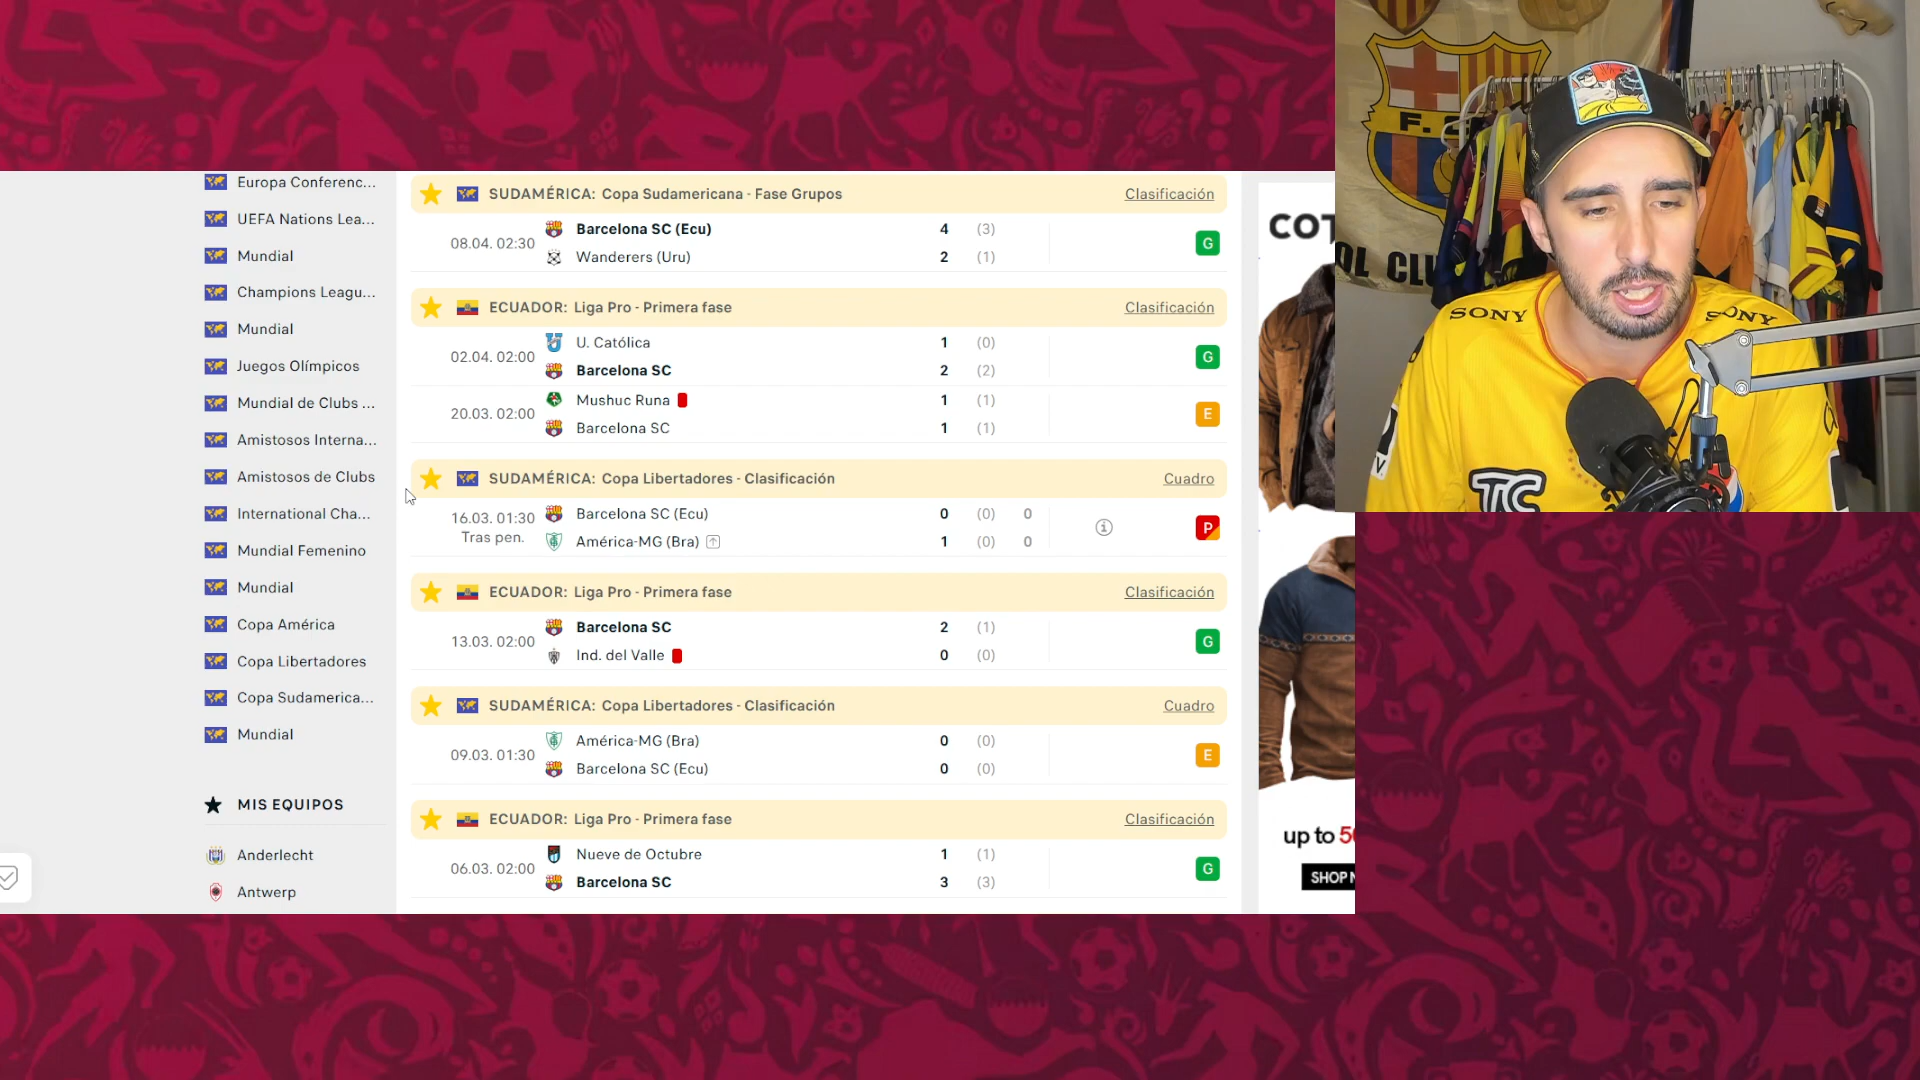 Europa Conferenc...
UEFA Nations Lea...
Mundial
Champions Leagu...
Mundial
Juegos Olímpicos
Mundial de Clubs ...
Amistosos Interna...
Amistosos de Clubs
International Cha...
Mundial Femenino
Mundial
Copa América
Copa Libertadores
Copa Sudamerica...
Mundial
MIS EQUIPOS
Anderlecht
Antwerp
SUDAMÉRICA: Copa Sudamericana - Fase Grupos Clasificación
08.04. 02:30
Barcelona SC (Ecu) 4 (3)
Wanderers (Uru) 2 (1)
G
ECUADOR: Liga Pro - Primera fase Clasificación
02.04. 02:00
U. Católica 1 (0)
Barcelona SC 2 (2)
G
20.03. 02:00
Mushuc Runa 1 (1)
Barcelona SC 1 (1)
E
SUDAMÉRICA: Copa Libertadores - Clasificación Cuadro
16.03. 01:30
Tras pen.
Barcelona SC (Ecu) 0 (0) 0
América-MG (Bra) 1 (0) 0
P
ECUADOR: Liga Pro - Primera fase Clasificación
13.03. 02:00
Barcelona SC 2 (1)
Ind. del Valle 0 (0)
G
SUDAMÉRICA: Copa Libertadores - Clasificación Cuadro
09.03. 01:30
América-MG (Bra) 0 (0)
Barcelona SC (Ecu) 0 (0)
E
ECUADOR: Liga Pro - Primera fase Clasificación
06.03. 02:00
Nueve de Octubre 1 (1)
Barcelona SC 3 (3)
G
COT
up to 5
SHOP
F.
OL CLU
SONY
SONY
TC